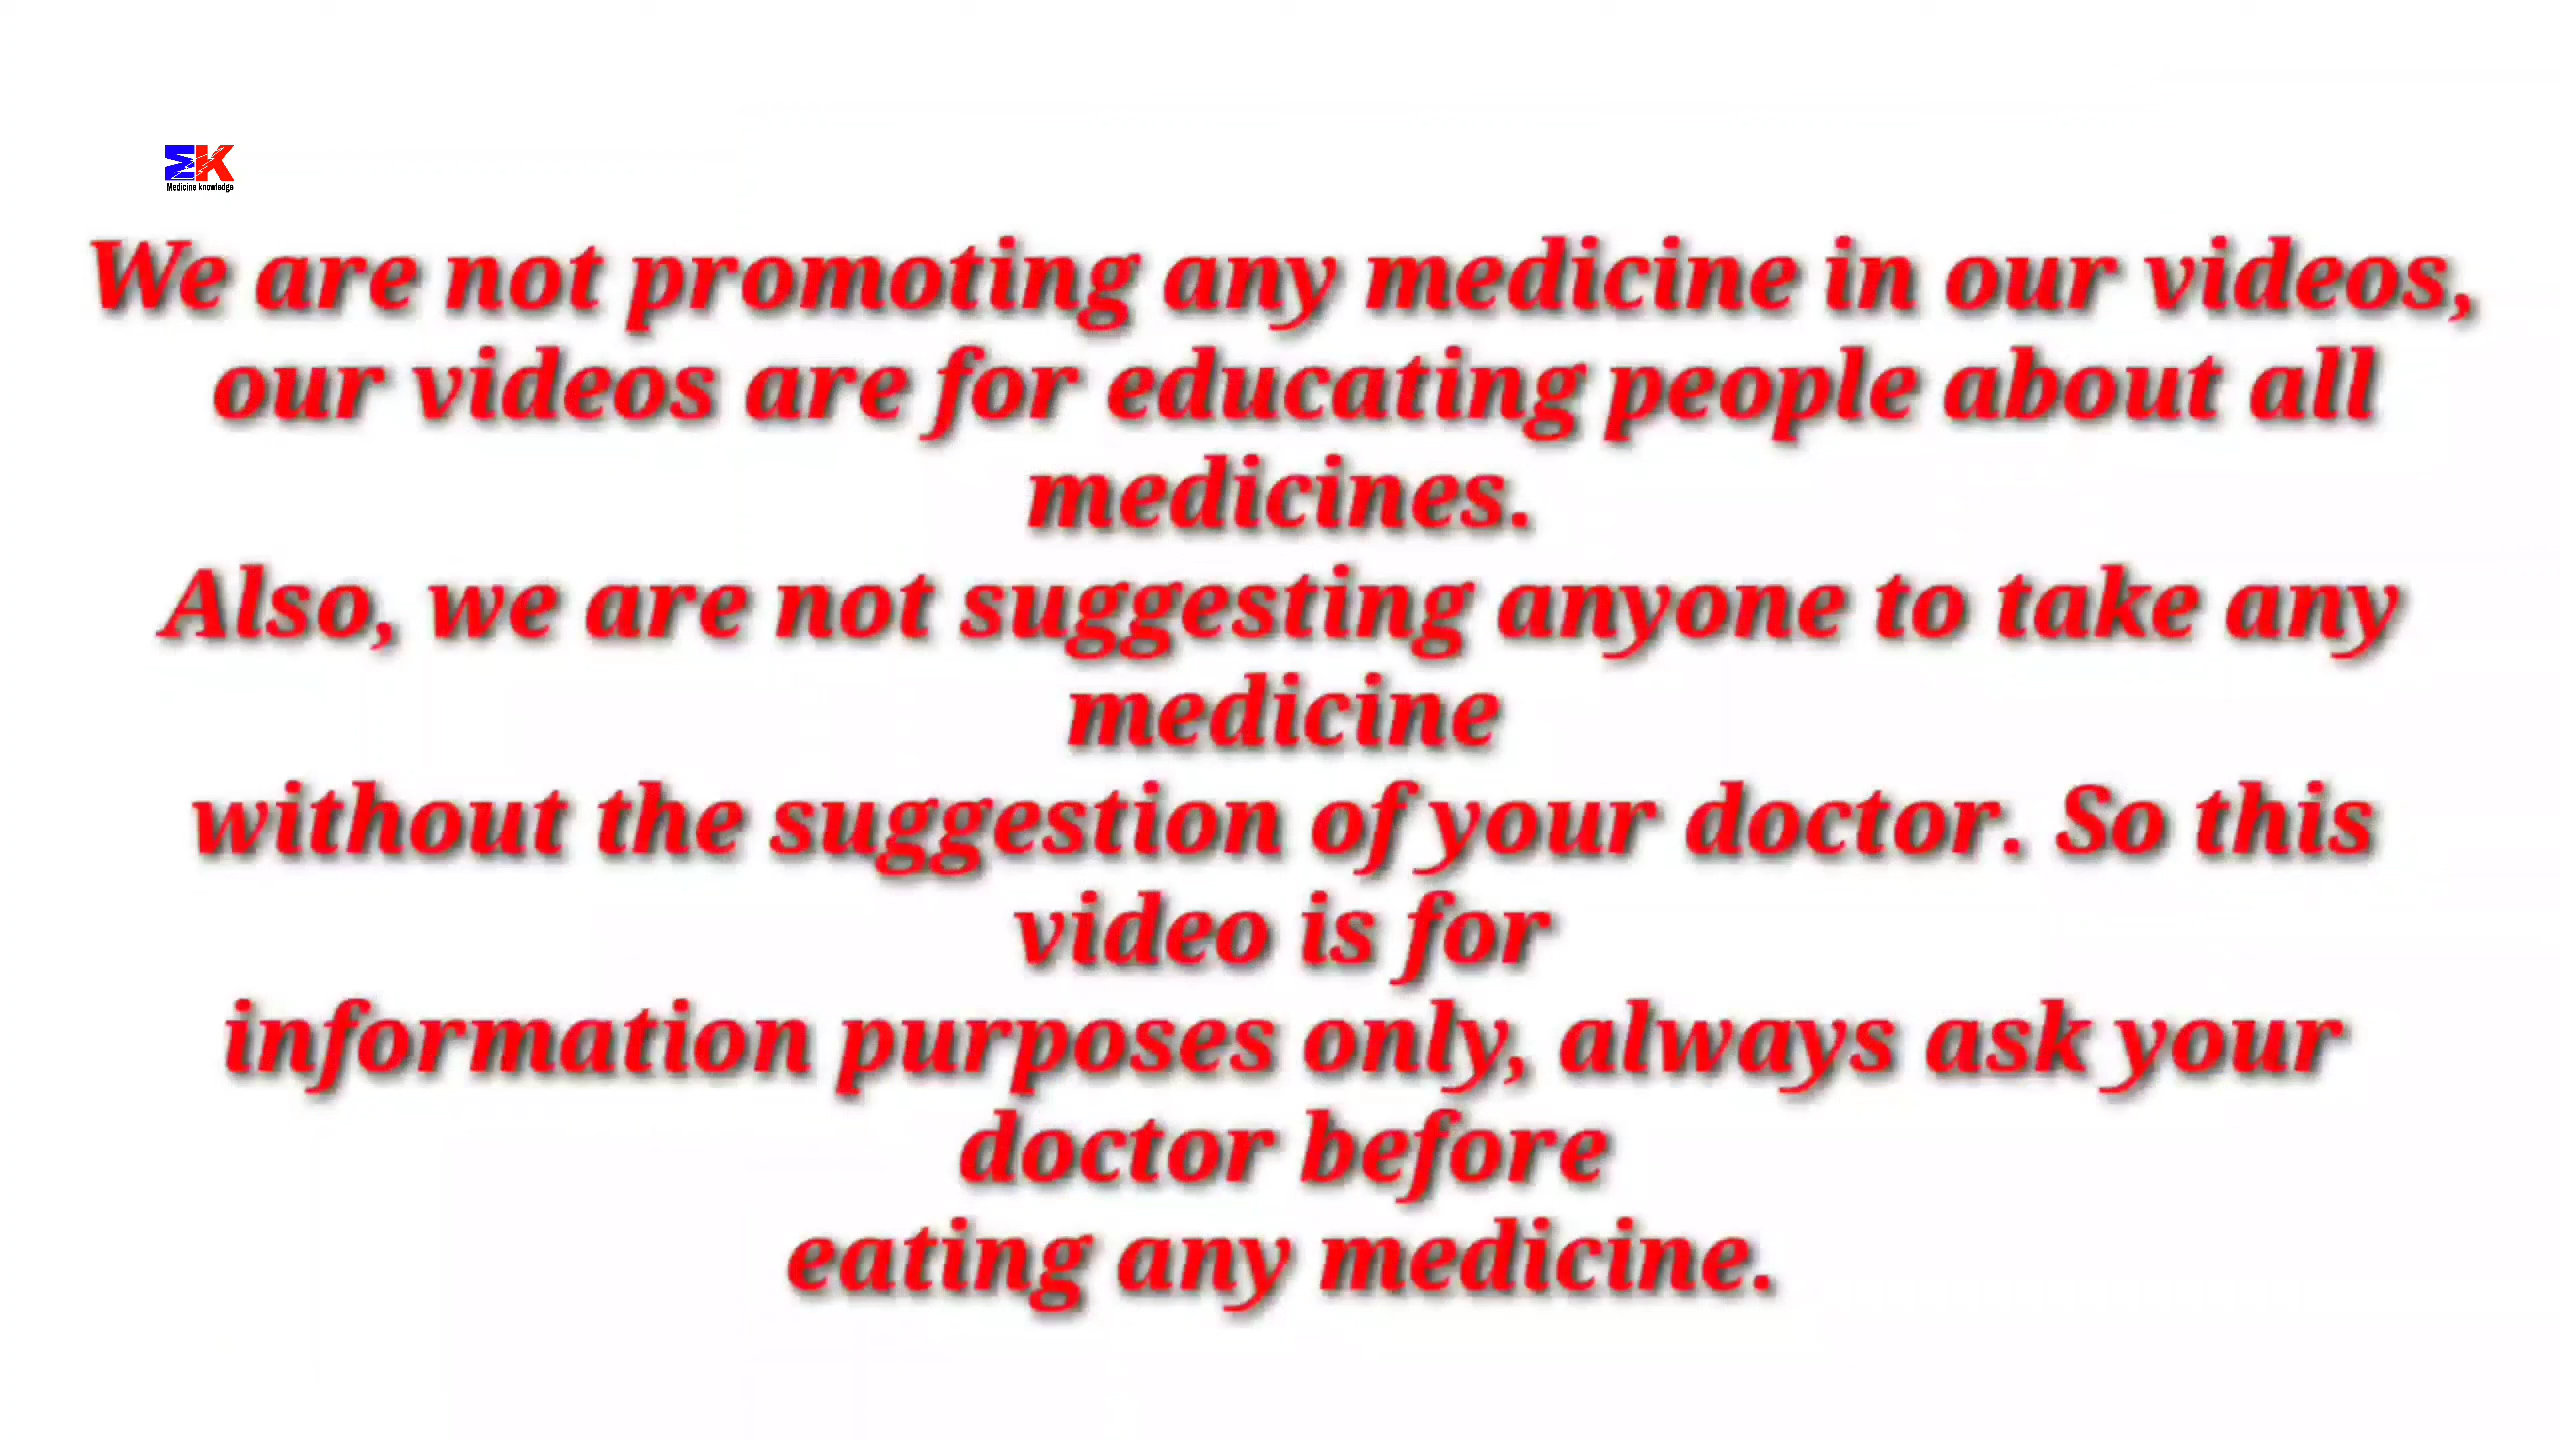 MK
Medicine knowledge
We are not promoting any medicine in our videos,
our videos are for educating people about all
medicines.
Also, we are not suggesting anyone to take any
medicine
without the suggestion of your doctor. So this
video is for
information purposes only, always ask your
doctor before
eating any medicine.